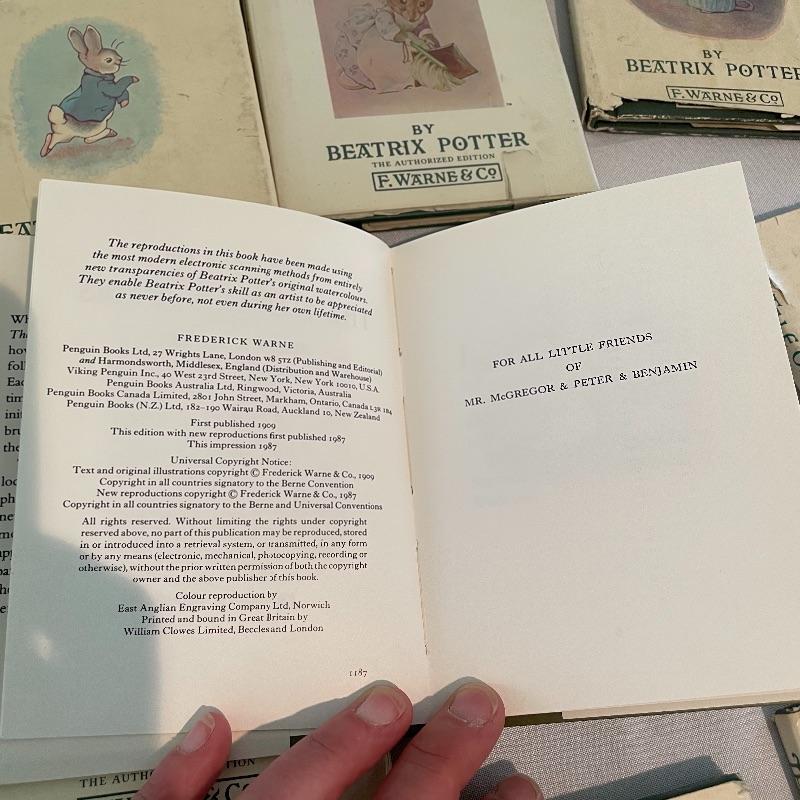 BY
BEATRIX POTTER
THE AUTHORIZED EDITION
F. WARNE & Co
BY
BEATRIX POTTER
F. WARNE & Co
The reproductions in this book have been made using
the most modern electronic scanning methods from entirely
new transparencies of Beatrix Potter's original watercolours.
They enable Beatrix Potter's skill as an artist to be appreciated
as never before, not even during her own lifetime.
FREDERICK WARNE
Penguin Books Ltd, 27 Wrights Lane, London W8 5TZ (Publishing and Editorial)
and Harmondsworth, Middlesex, England (Distribution and Warehouse)
Viking Penguin Inc., 40 West 23rd Street, New York, New York 10010, U.S.A.
Penguin Books Australia Ltd, Ringwood, Victoria, Australia
Penguin Books Canada Limited, 2801 John Street, Markham, Ontario, Canada L3R 1B4
Penguin Books (N.Z.) Ltd, 182–190 Wairau Road, Auckland 10, New Zealand
First published 1909
This edition with new reproductions first published 1987
This impression 1987
Universal Copyright Notice:
Text and original illustrations copyright © Frederick Warne & Co., 1909
Copyright in all countries signatory to the Berne Convention
New reproductions copyright © Frederick Warne & Co., 1987
Copyright in all countries signatory to the Berne and Universal Conventions
All rights reserved. Without limiting the rights under copyright
reserved above, no part of this publication may be reproduced, stored
in or introduced into a retrieval system, or transmitted, in any form
or by any means (electronic, mechanical, photocopying, recording or
otherwise), without the prior written permission of both the copyright
owner and the above publisher of this book.
Colour reproduction by
East Anglian Engraving Company Ltd, Norwich
Printed and bound in Great Britain by
William Clowes Limited, Beccles and London
1187
FOR ALL LITTLE FRIENDS
OF
MR. McGREGOR & PETER & BENJAMIN